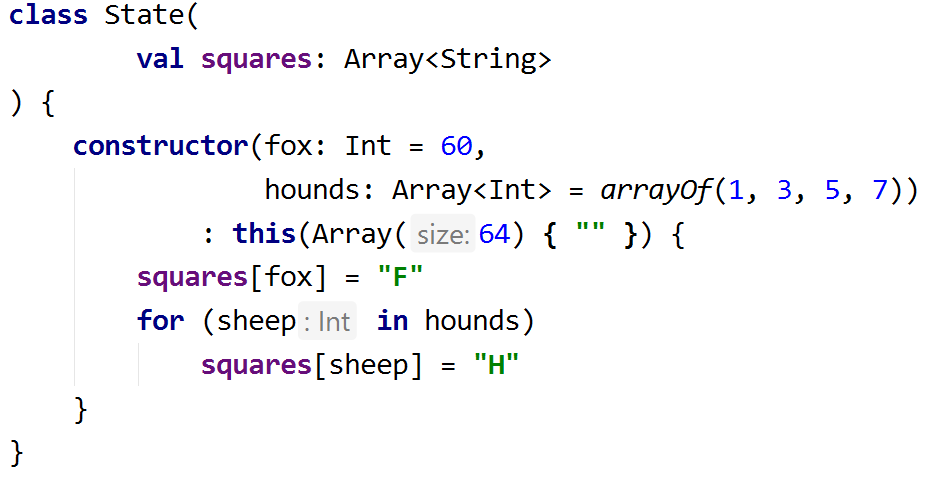 class State(
        val squares: Array<String>
) {
    constructor(fox: Int = 60,
                hounds: Array<Int> = arrayOf(1, 3, 5, 7))
            : this(Array( size: 64) { "" }) {
        squares[fox] = "F"
        for (sheep : Int in hounds)
            squares[sheep] = "H"
    }
}